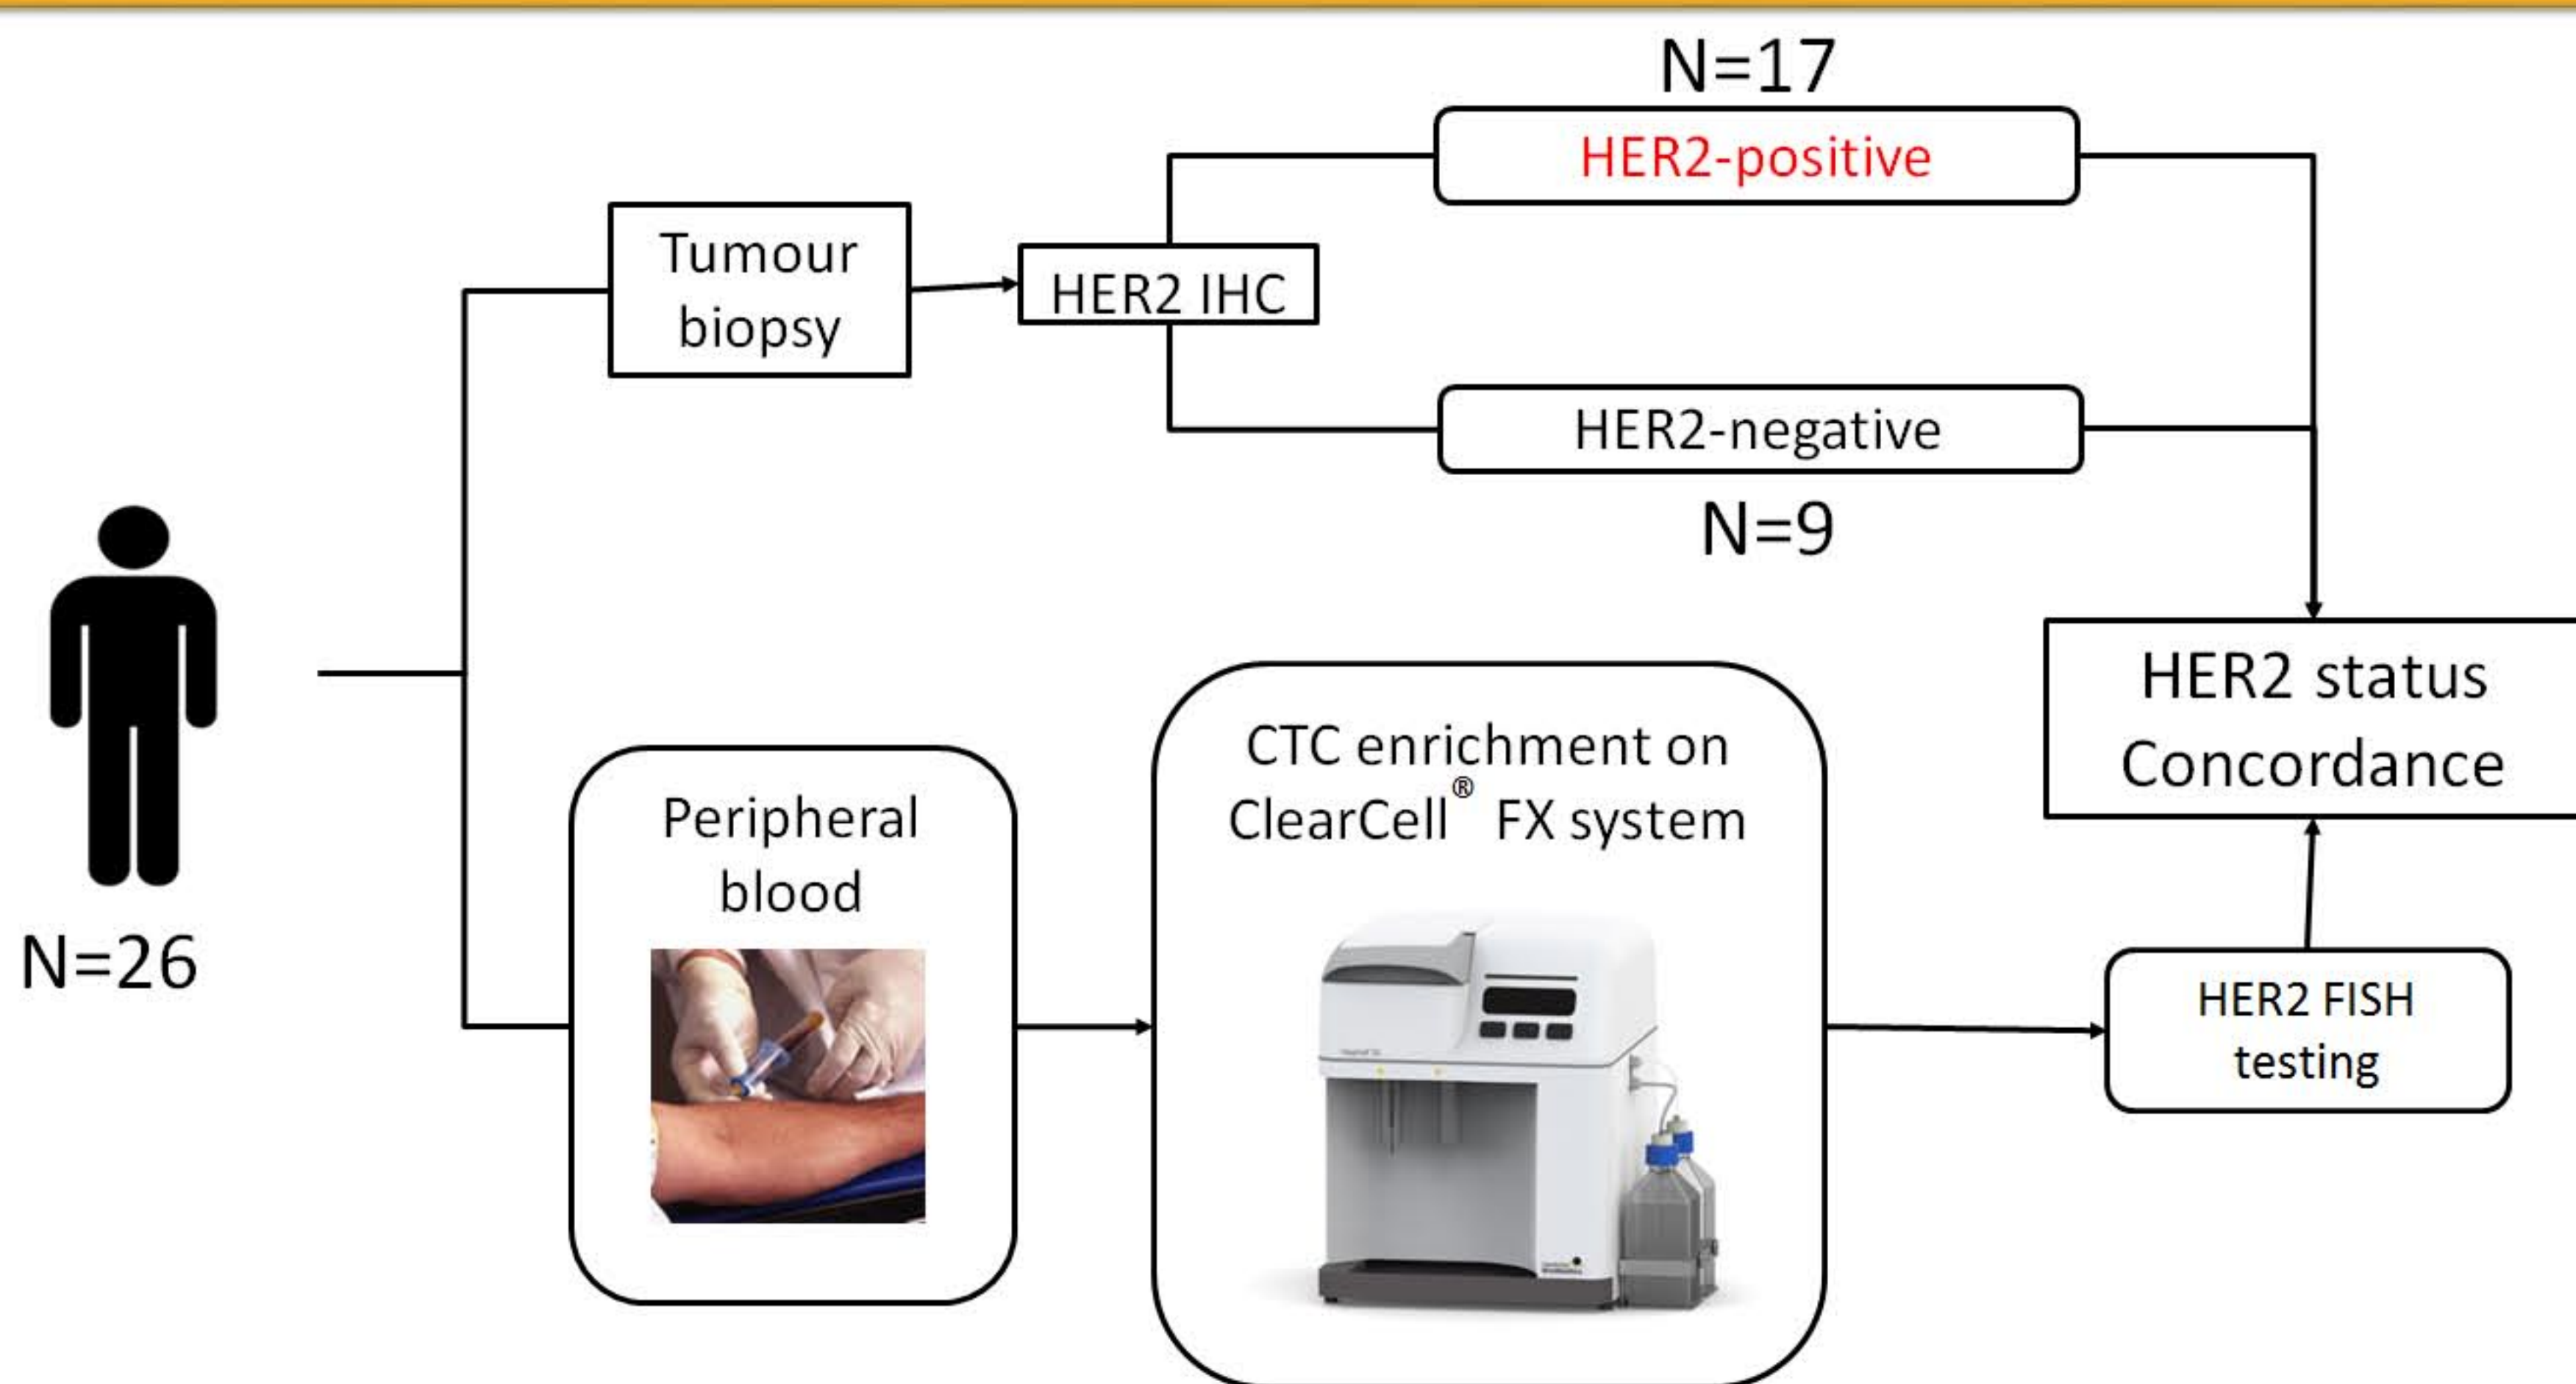 N=17
HER2-positive
Tumour
biopsy
HER2 IHC
HER2-negative
N=9
N=26
Peripheral
blood
CTC enrichment on
ClearCell® FX system
HER2 status
Concordance
HER2 FISH
testing